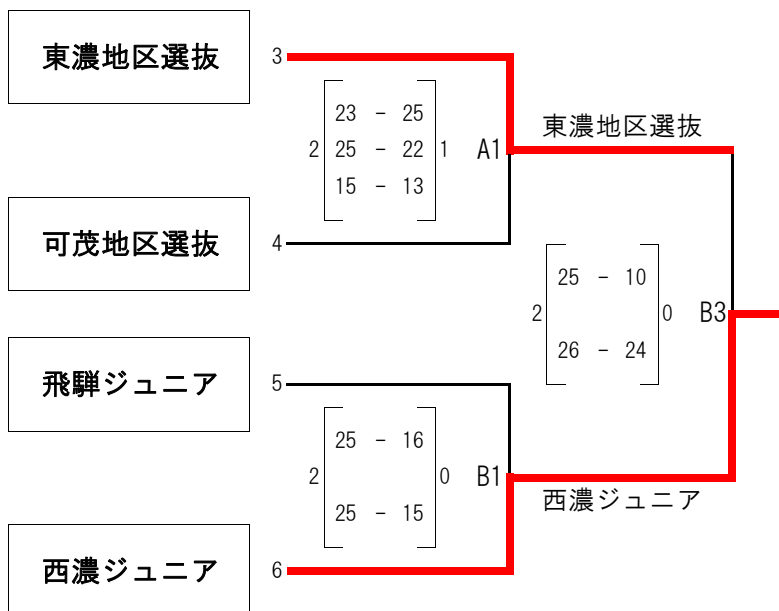 東濃地区選抜 3
23 - 25
2 25 - 22 1 A1
15 - 13
東濃地区選抜
可茂地区選抜 4
25 - 10
2 0 B3
26 - 24
飛騨ジュニア 5
25 - 16
2 0 B1
25 - 15
西濃ジュニア
西濃ジュニア 6